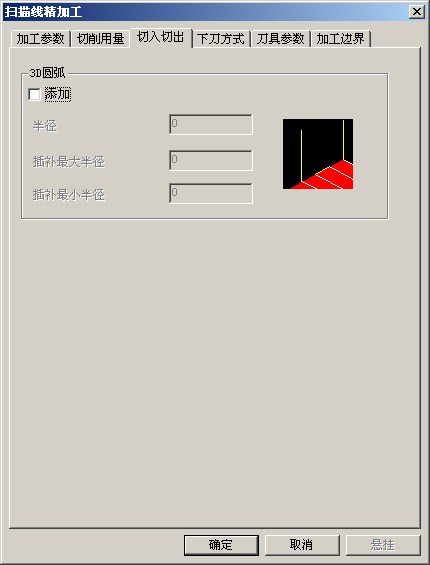 扫描线精加工
加工参数 切削用量 切入切出 下刀方式 刀具参数 加工边界
3D圆弧
添加
半径 0
插补最大半径 0
插补最小半径 0
确定 取消 悬挂